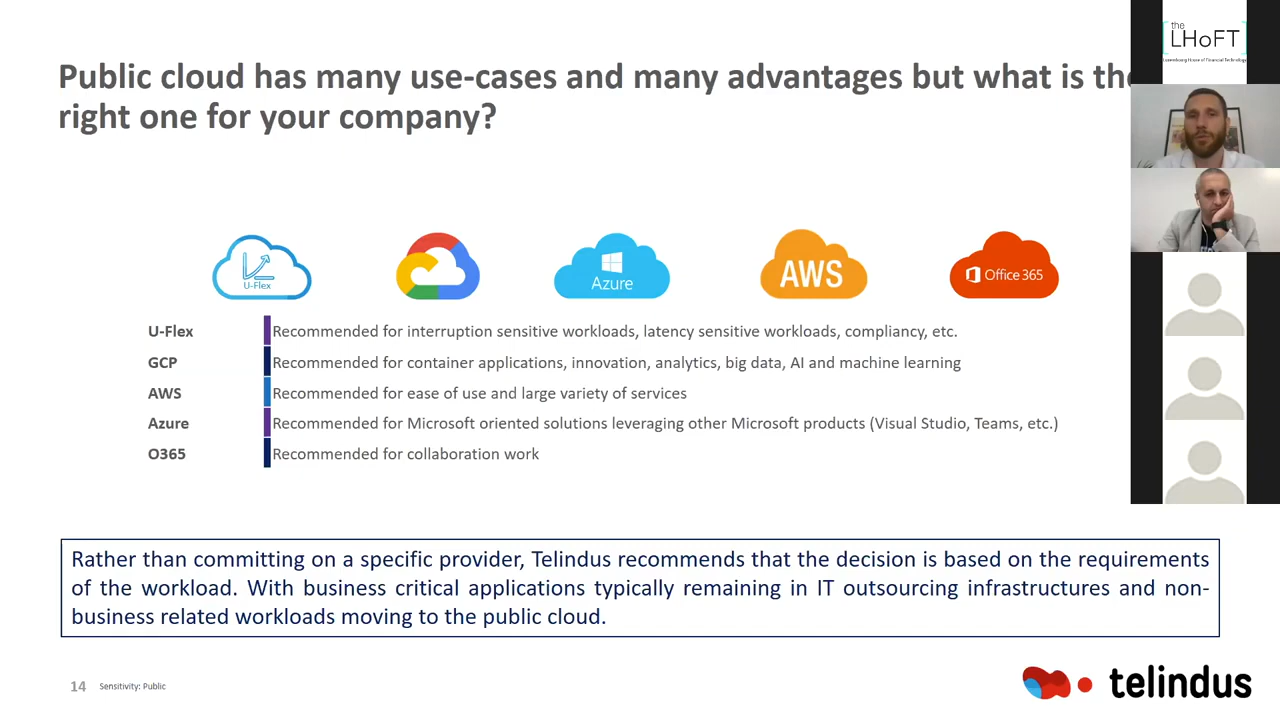 the
LHoFT
Luxembourg House of Financial Technology
Public cloud has many use-cases and many advantages but what is the
right one for your company?
U-Flex
Azure
AWS
Office 365
U-Flex Recommended for interruption sensitive workloads, latency sensitive workloads, compliancy, etc.
GCP Recommended for container applications, innovation, analytics, big data, AI and machine learning
AWS Recommended for ease of use and large variety of services
Azure Recommended for Microsoft oriented solutions leveraging other Microsoft products (Visual Studio, Teams, etc.)
O365 Recommended for collaboration work
Rather than committing on a specific provider, Telindus recommends that the decision is based on the requirements
of the workload. With business critical applications typically remaining in IT outsourcing infrastructures and non-
business related workloads moving to the public cloud.
14 Sensitivity: Public
telindus